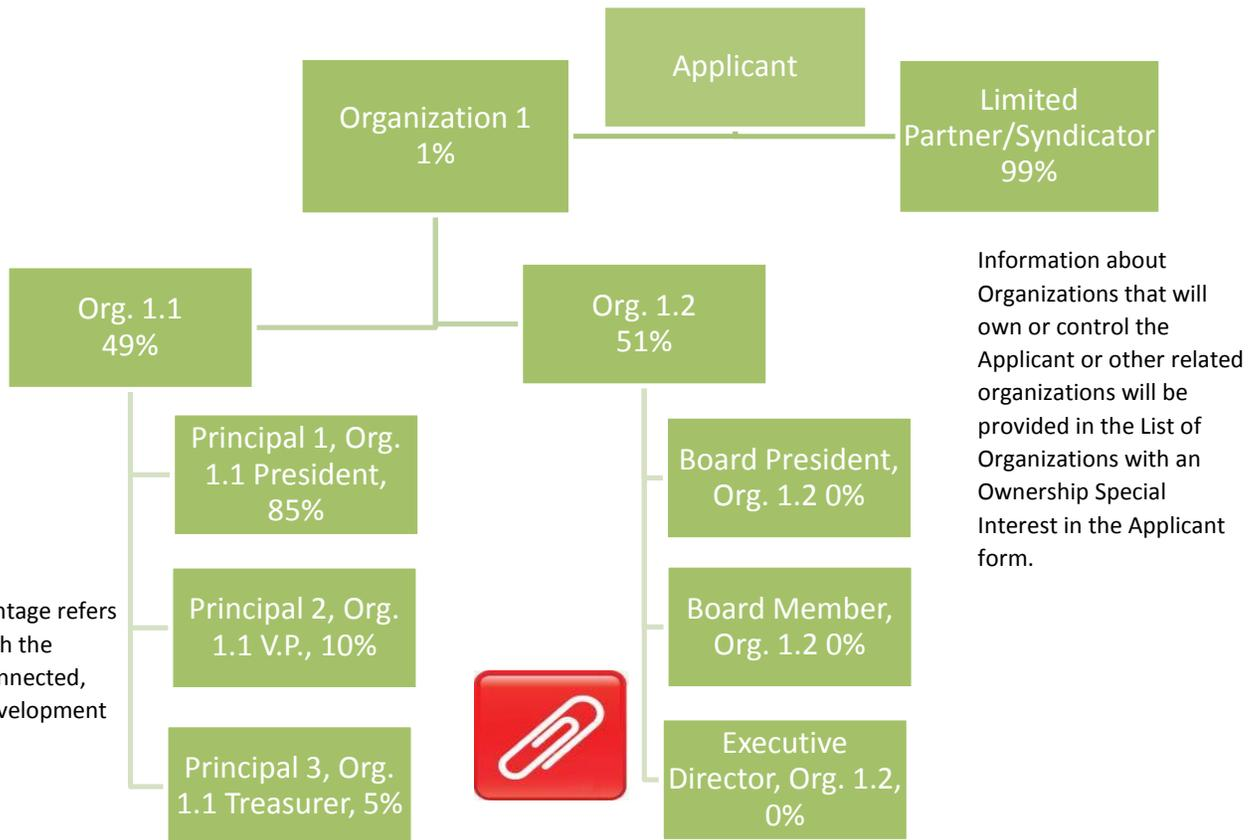 Applicant
Organization 1
1%
Limited
Partner/Syndicator
99%
Org. 1.1
49%
Org. 1.2
51%
Principal 1, Org.
1.1 President,
85%
Principal 2, Org.
1.1 V.P., 10%
Principal 3, Org.
1.1 Treasurer, 5%
Board President,
Org. 1.2 0%
Board Member,
Org. 1.2 0%
Executive
Director, Org. 1.2,
0%
Information about
Organizations that will
own or control the
Applicant or other related
organizations will be
provided in the List of
Organizations with an
Ownership Special
Interest in the Applicant
form.
refers
the